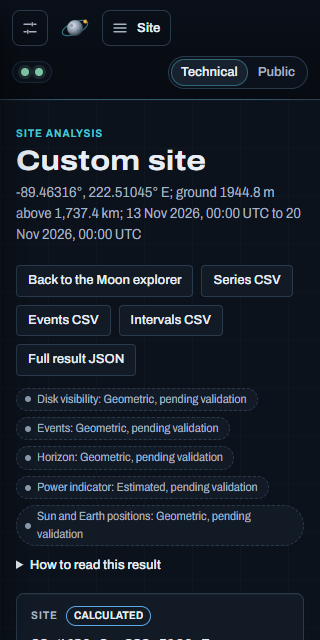 Site
Technical Public
SITE ANALYSIS
Custom site
-89.46316°, 222.51045° E; ground 1944.8 m
above 1,737.4 km; 13 Nov 2026, 00:00 UTC to 20
Nov 2026, 00:00 UTC
Back to the Moon explorer Series CSV
Events CSV Intervals CSV
Full result JSON
Disk visibility: Geometric, pending validation
Events: Geometric, pending validation
Horizon: Geometric, pending validation
Power indicator: Estimated, pending validation
Sun and Earth positions: Geometric, pending
validation
How to read this result
SITE CALCULATED